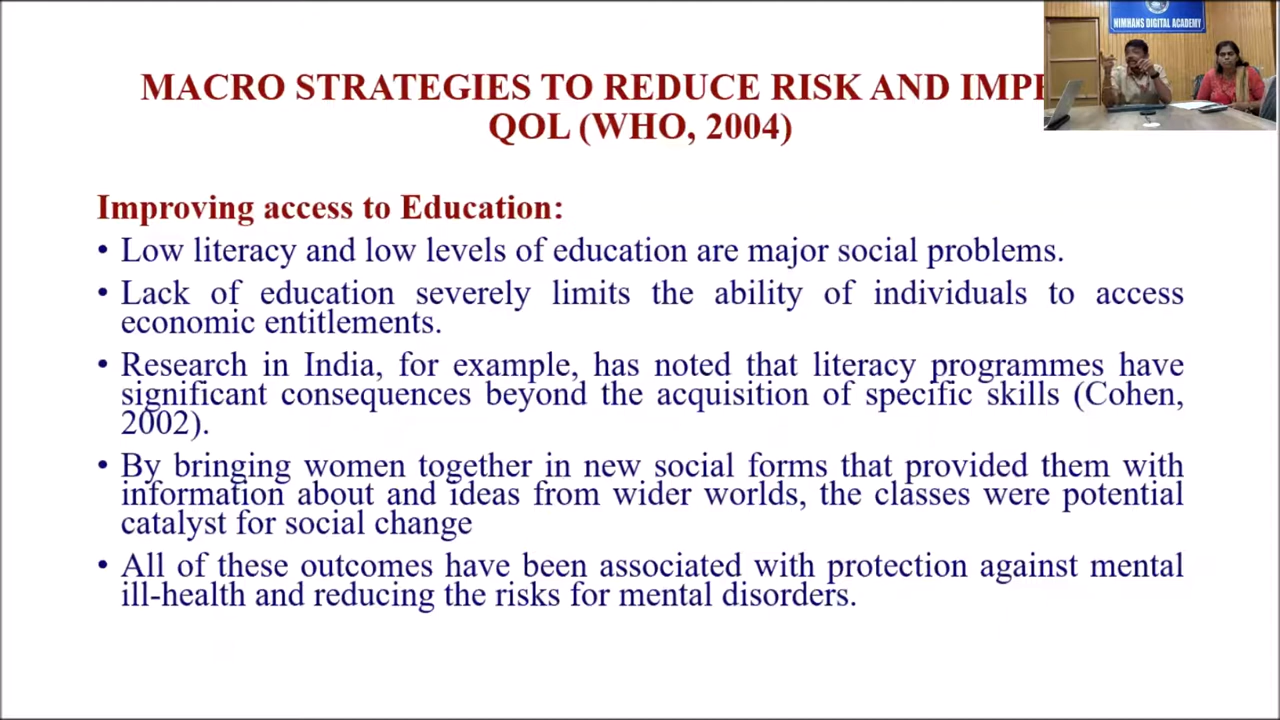 NIMHANS DIGITAL ACADEMY
MACRO STRATEGIES TO REDUCE RISK AND
QOL (WHO, 2004)
Improving access to Education:
• Low literacy and low levels of education are major social problems.
• Lack of education severely limits the ability of individuals to access
economic entitlements.
• Research in India, for example, has noted that literacy programmes have
significant consequences beyond the acquisition of specific skills (Cohen,
2002).
• By bringing women together in new social forms that provided them with
information about and ideas from wider worlds, the classes were potential
catalyst for social change
• All of these outcomes have been associated with protection against mental
ill-health and reducing the risks for mental disorders.